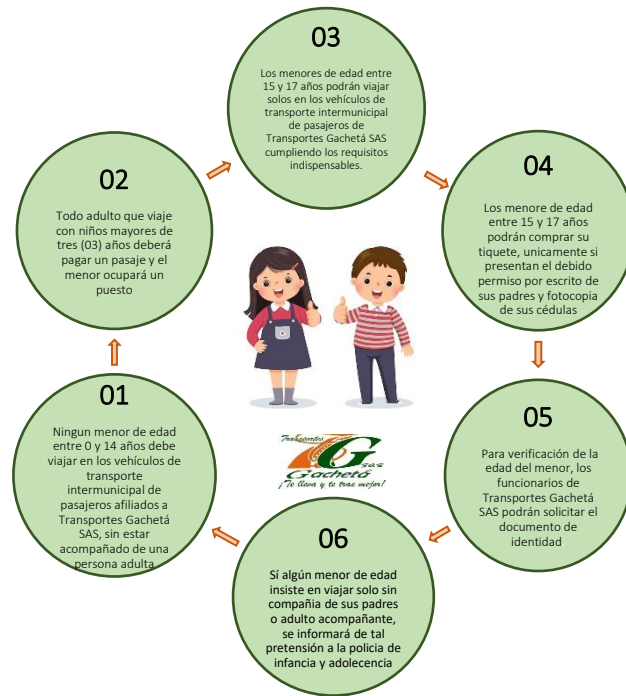 01
Ningun menor de edad
entre 0 y 14 años debe
viajar en los vehículos de
transporte
intermunicipal de
pasajeros afiliados a
Transportes Gachetá
SAS, sin estar
acompañado de una
persona adulta
02
Todo adulto que viaje
con niños mayores de
tres (03) años deberá
pagar un pasaje y el
menor ocupará un
puesto
03
Los menores de edad entre
15 y 17 años podrán viajar
solos en los vehículos de
transporte intermunicipal
de pasajeros de
Transportes Gachetá SAS
cumpliendo los requisitos
indispensables.
04
Los menore de edad
entre 15 y 17 años
podrán comprar su
tiquete, unicamente si
presentan el debido
permiso por escrito de
sus padres y fotocopia
de sus cédulas
05
Para verificación de la
edad del menor, los
funcionarios de
Transportes Gachetá
SAS podrán solicitar el
documento de
identidad
06
Sí algún menor de edad
insiste en viajar solo sin
compañia de sus padres
o adulto acompañante,
se informará de tal
pretensión a la policia de
infancia y adolecencia
Transportes
G sas
Gachetá
¡Te lleva y te trae mejor!